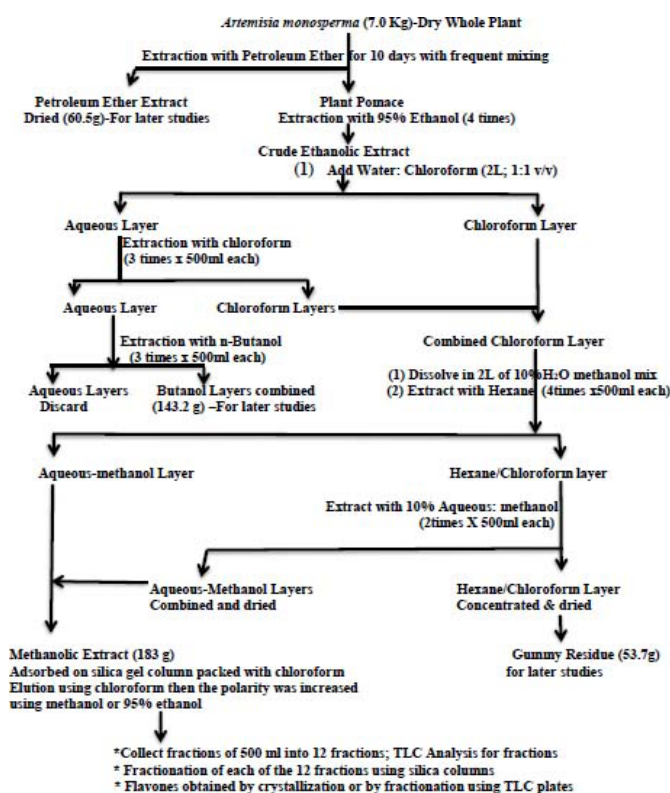 Artemisia monosperma (7.0 Kg)-Dry Whole Plant
Extraction with Petroleum Ether for 10 days with frequent mixing
Petroleum Ether Extract
Dried (60.5g)-For later studies
Plant Pomace
Extraction with 95% Ethanol (4 times)
Crude Ethanolic Extract
(1) Add Water: Chloroform (2L; 1:1 v/v)
Aqueous Layer
Chloroform Layer
Extraction with chloroform
(3 times x 500ml each)
Aqueous Layer
Chloroform Layers
Extraction with n-Butanol
(3 times x 500ml each)
Combined Chloroform Layer
Aqueous Layers
Discard
Butanol Layers combined
(143.2 g) –For later studies
(1) Dissolve in 2L of 10%H₂O methanol mix
(2) Extract with Hexane (4times x500ml each)
Aqueous-methanol Layer
Hexane/Chloroform layer
Extract with 10% Aqueous: methanol
(2times X 500ml each)
Aqueous-Methanol Layers
Combined and dried
Hexane/Chloroform Layer
Concentrated & dried
Methanolic Extract (183 g)
Adsorbed on silica gel column packed with chloroform
Elution using chloroform then the polarity was increased
using methanol or 95% ethanol
Gummy Residue (53.7g)
for later studies
*Collect fractions of 500 ml into 12 fractions; TLC Analysis for fractions
* Fractionation of each of the 12 fractions using silica columns
* Flavones obtained by crystallization or by fractionation using TLC plates